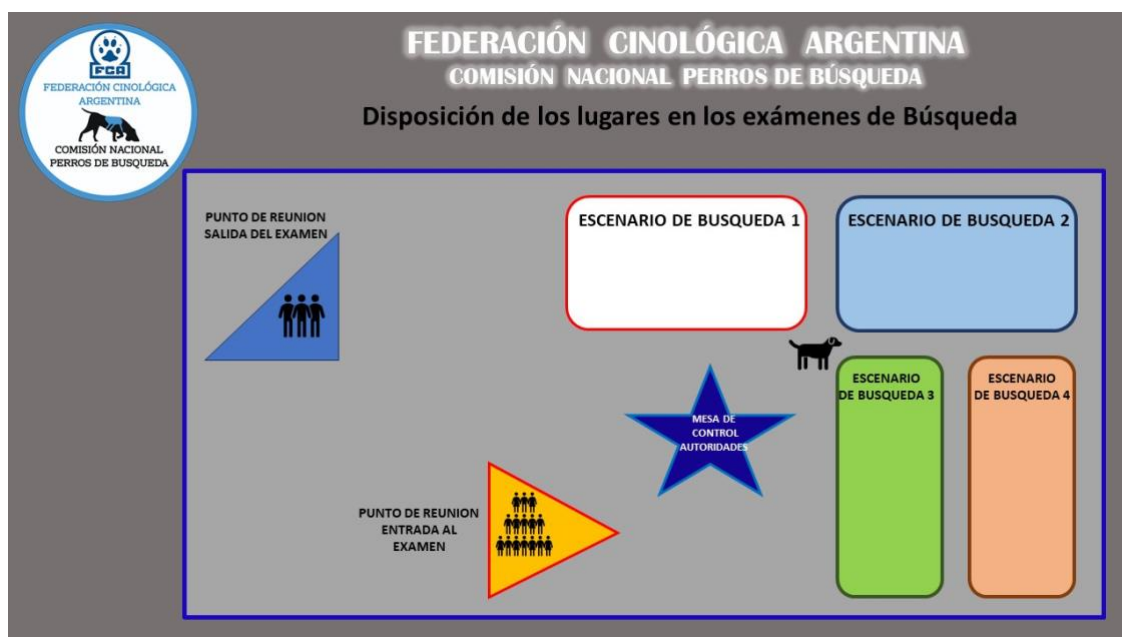 FCA
FEDERACIÓN CINOLÓGICA
ARGENTINA
COMISIÓN NACIONAL
PERROS DE BUSQUEDA
FEDERACIÓN CINOLÓGICA ARGENTINA
COMISIÓN NACIONAL PERROS DE BÚSQUEDA
Disposición de los lugares en los exámenes de Búsqueda
PUNTO DE REUNION
SALIDA DEL EXAMEN
ESCENARIO DE BUSQUEDA 1
ESCENARIO DE BUSQUEDA 2
ESCENARIO
DE BUSQUEDA 3
ESCENARIO
DE BUSQUEDA 4
MESA DE
CONTROL
AUTORIDADES
PUNTO DE REUNION
ENTRADA AL
EXAMEN